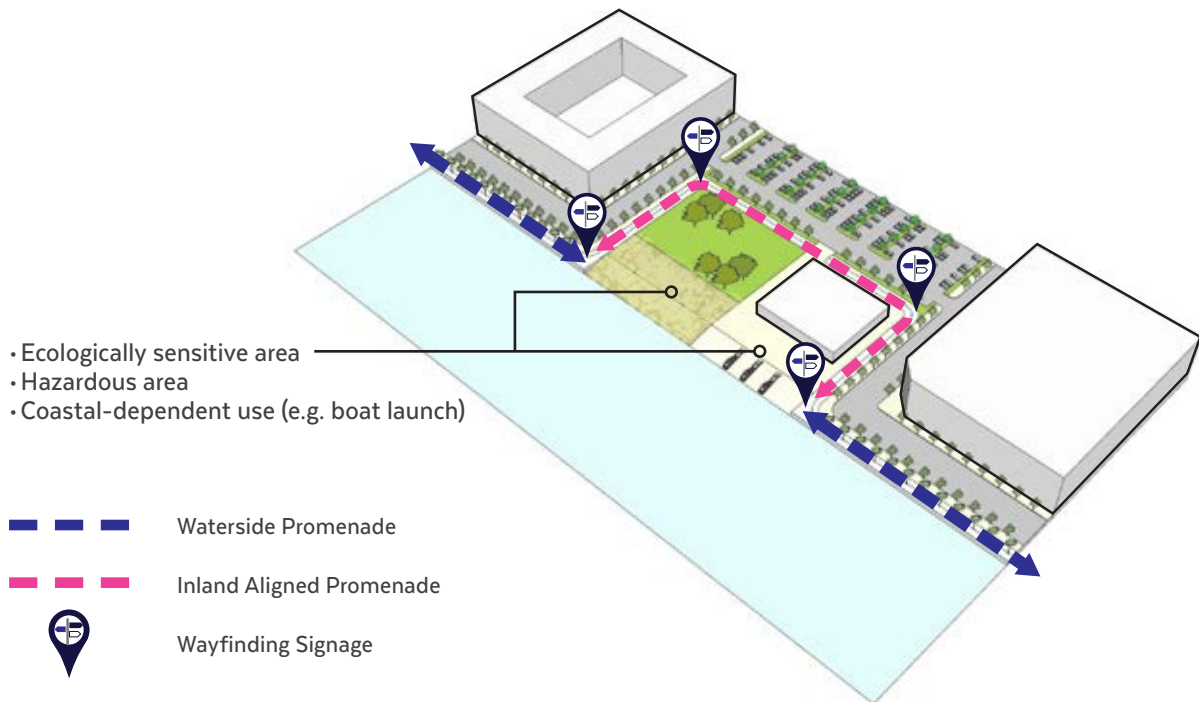 • Ecologically sensitive area
• Hazardous area
• Coastal-dependent use (e.g. boat launch)
Waterside Promenade
Inland Aligned Promenade
Wayfinding Signage